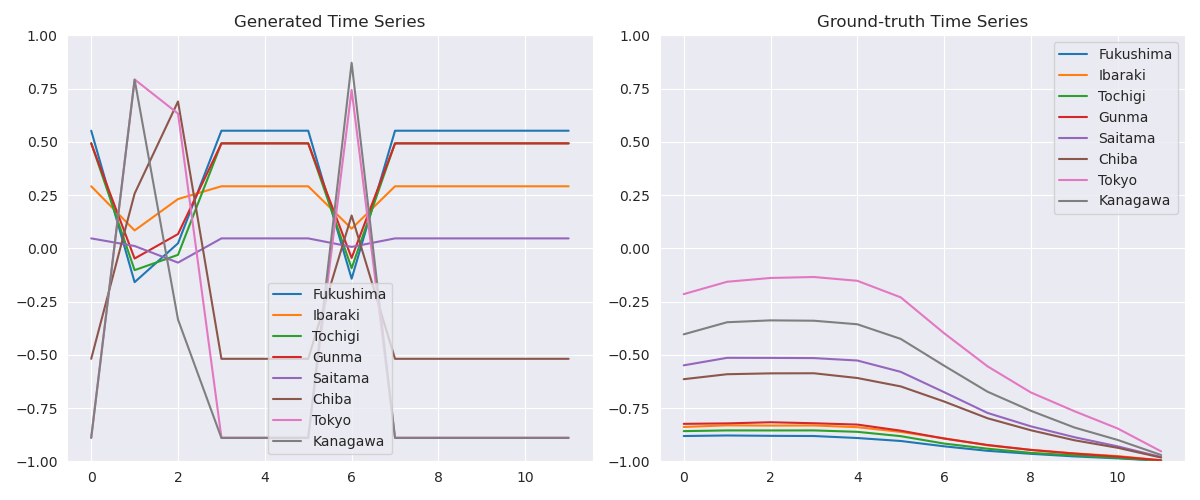 Generated Time Series
1.00
0.75
0.50
0.25
0.00
−0.25
−0.50
−0.75
−1.00
0 2 4 6 8 10
Fukushima
Ibaraki
Tochigi
Gunma
Saitama
Chiba
Tokyo
Kanagawa
Ground-truth Time Series
1.00
0.75
0.50
0.25
0.00
−0.25
−0.50
−0.75
−1.00
0 2 4 6 8 10
Fukushima
Ibaraki
Tochigi
Gunma
Saitama
Chiba
Tokyo
Kanagawa